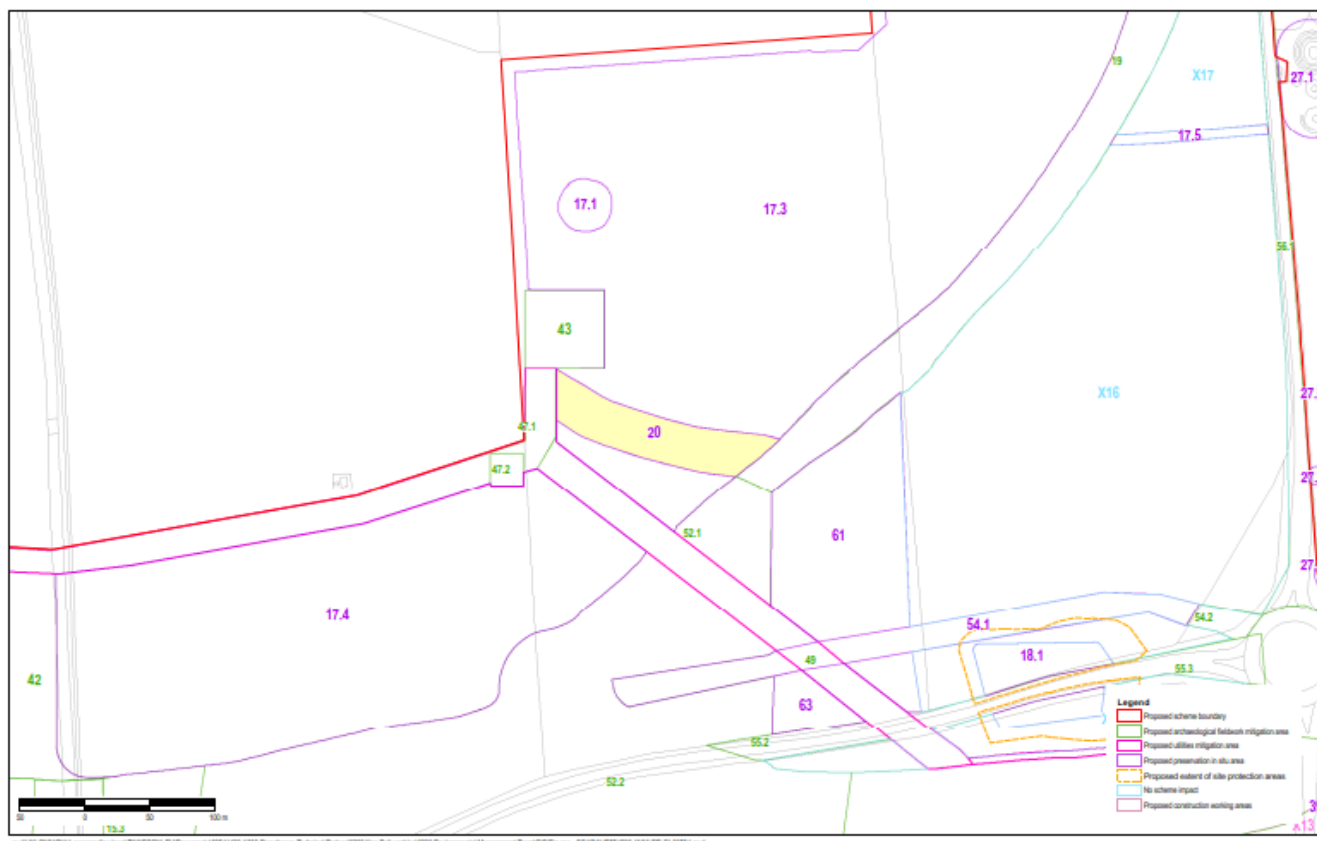 19
X17
27.1
17.5
17.1
17.3
56.1
43
X16
27.
47.1
20
47.2
27.
52.1
61
27.
17.4
54.1
54.2
49
18.1
55.3
42
63
Legend
Proposed scheme boundary
Proposed archaeological fieldwork mitigation area
55.2
Proposed utilities mitigation area
Proposed preservation in situ area
52.2
Proposed extent of site protection areas
No scheme impact
50 0 50 100 m
Proposed construction working areas
15.3
X13